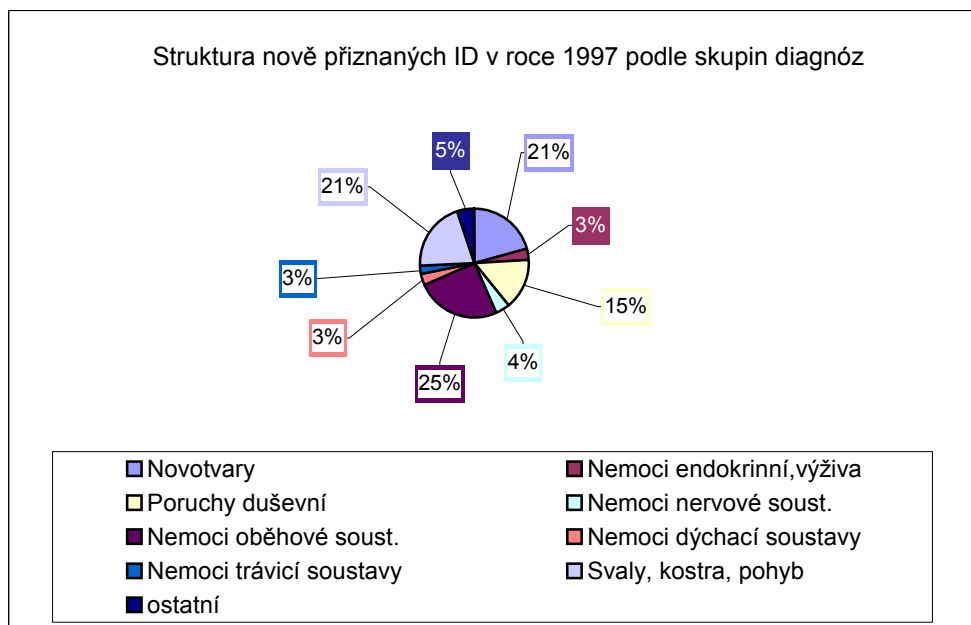 Struktura nově přiznaných ID v roce 1997 podle skupin diagnóz
5%
21%
21%
3%
3%
15%
3%
4%
25%
Novotvary
Nemoci endokrinní,výživa
Poruchy duševní
Nemoci nervové soust.
Nemoci oběhové soust.
Nemoci dýchací soustavy
Nemoci trávicí soustavy
Svaly, kostra, pohyb
ostatní